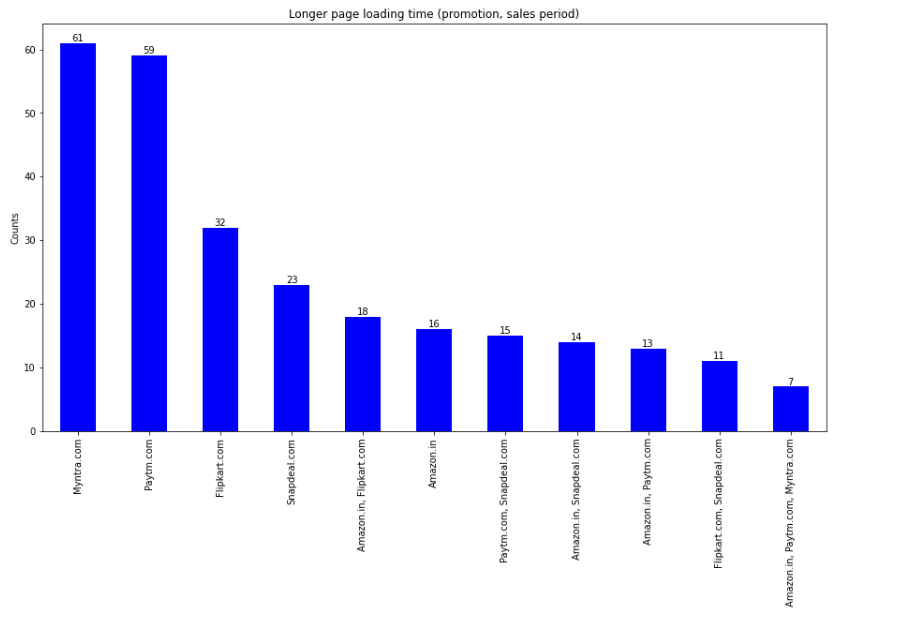 Longer page loading time (promotion, sales period)
Counts
60
50
40
30
20
10
0
61
59
32
23
18
16
15
14
13
11
7
Myntra.com
Paytm.com
Flipkart.com
Snapdeal.com
Amazon.in, Flipkart.com
Amazon.in
Paytm.com, Snapdeal.com
Amazon.in, Snapdeal.com
Amazon.in, Paytm.com
Flipkart.com, Snapdeal.com
Amazon.in, Paytm.com, Myntra.com